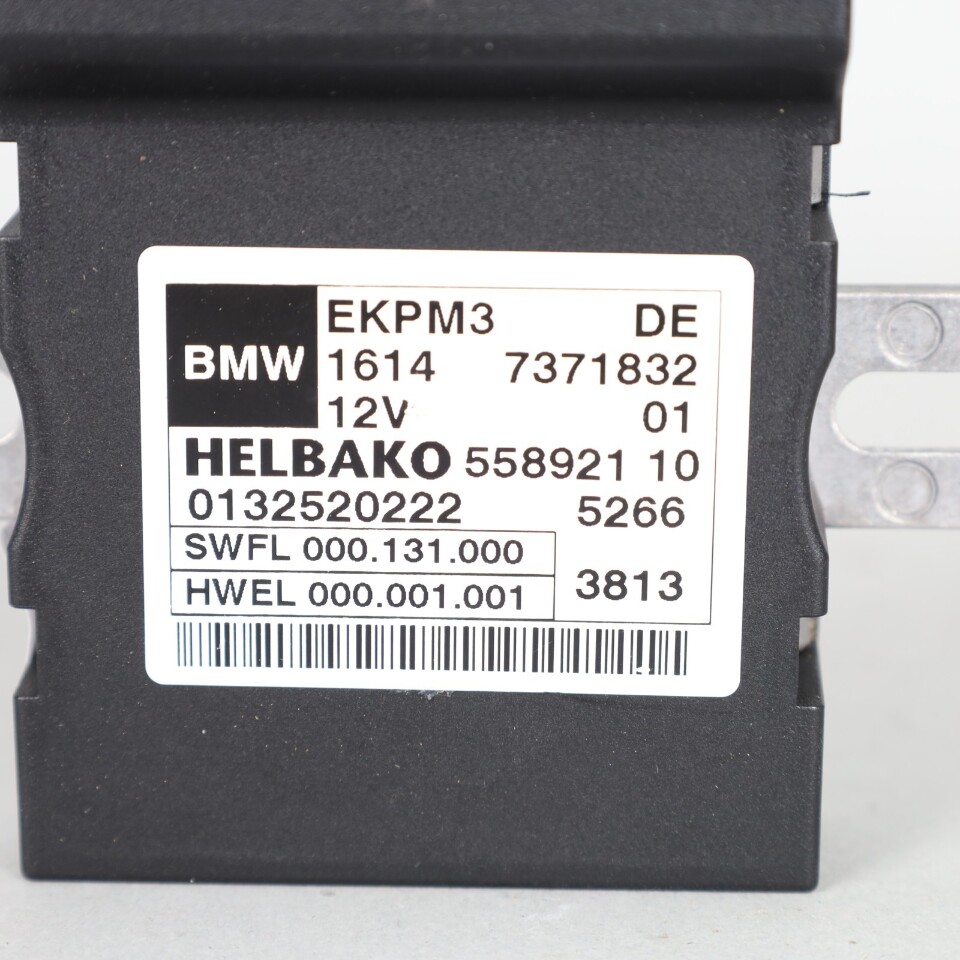 EKPM3 DE
BMW 1614 7371832
12V 01
HELBAKO 558921 10
0132520222 5266
SWFL 000.131.000
HWEL 000.001.001 3813